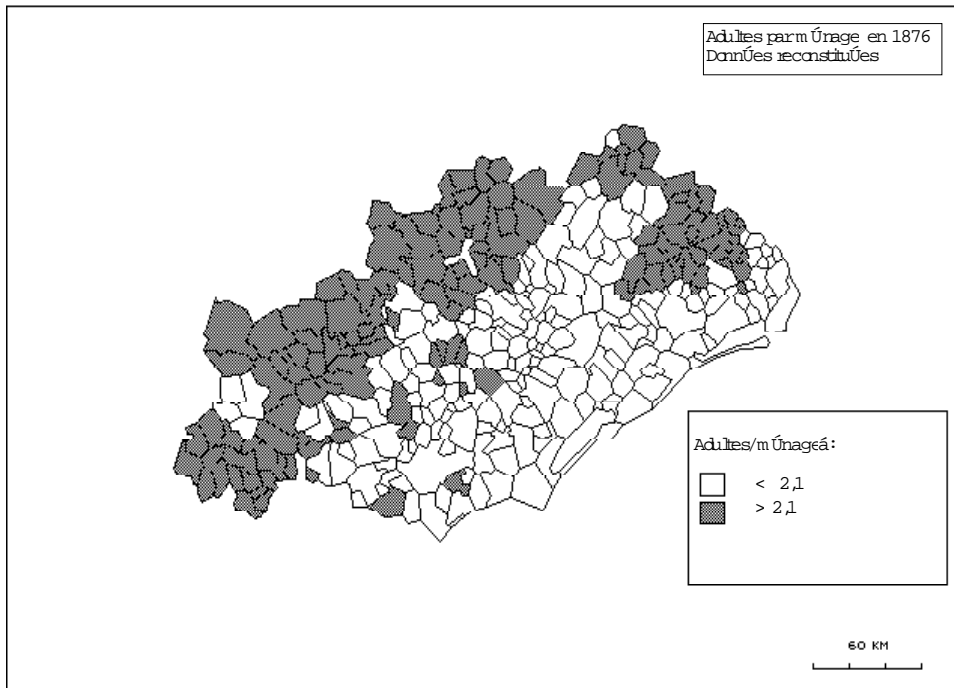 Adultes par mÚnage en 1876
DonnÚes reconstituÚes
Adultes/mÚnageá:
< 2,1
> 2,1
60 KM